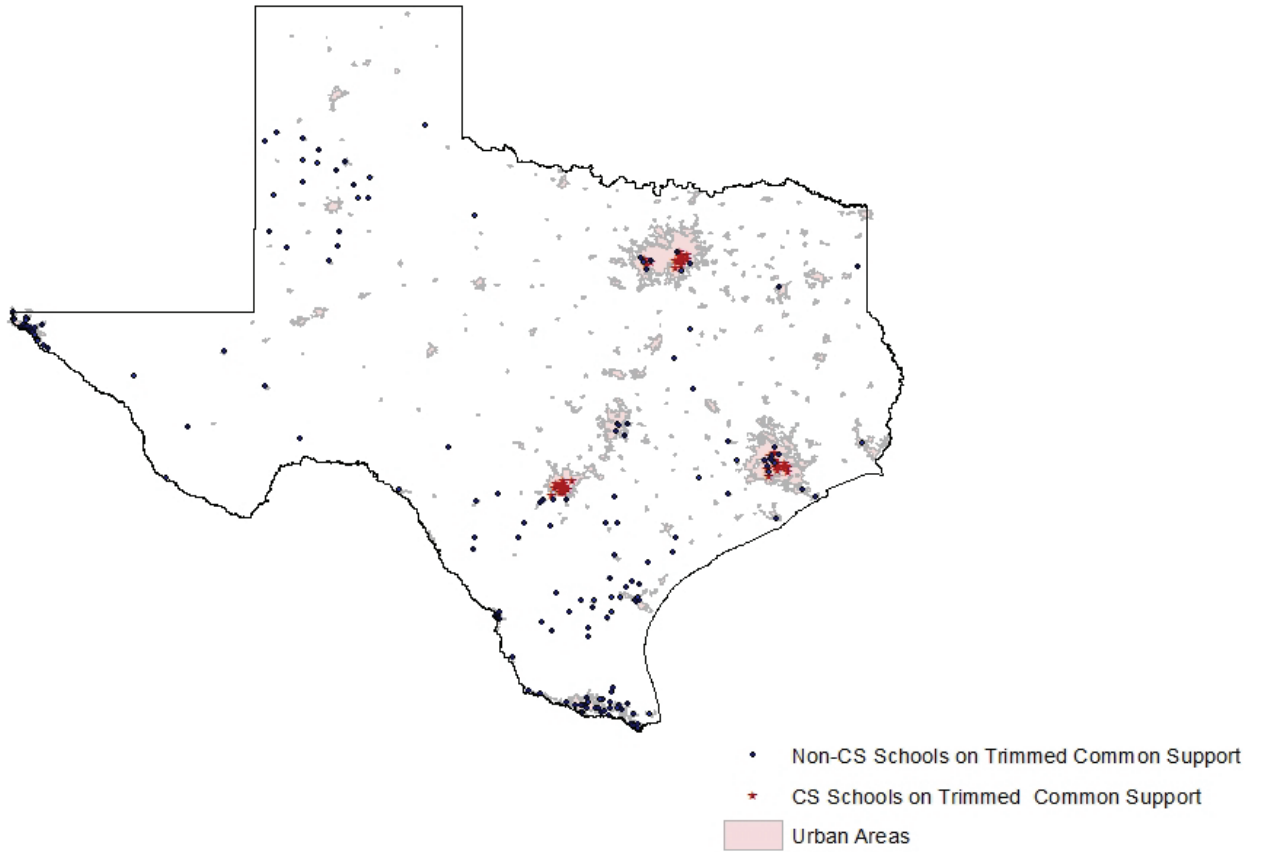 Non-CS Schools on Trimmed Common Support
CS Schools on Trimmed Common Support
Urban Areas